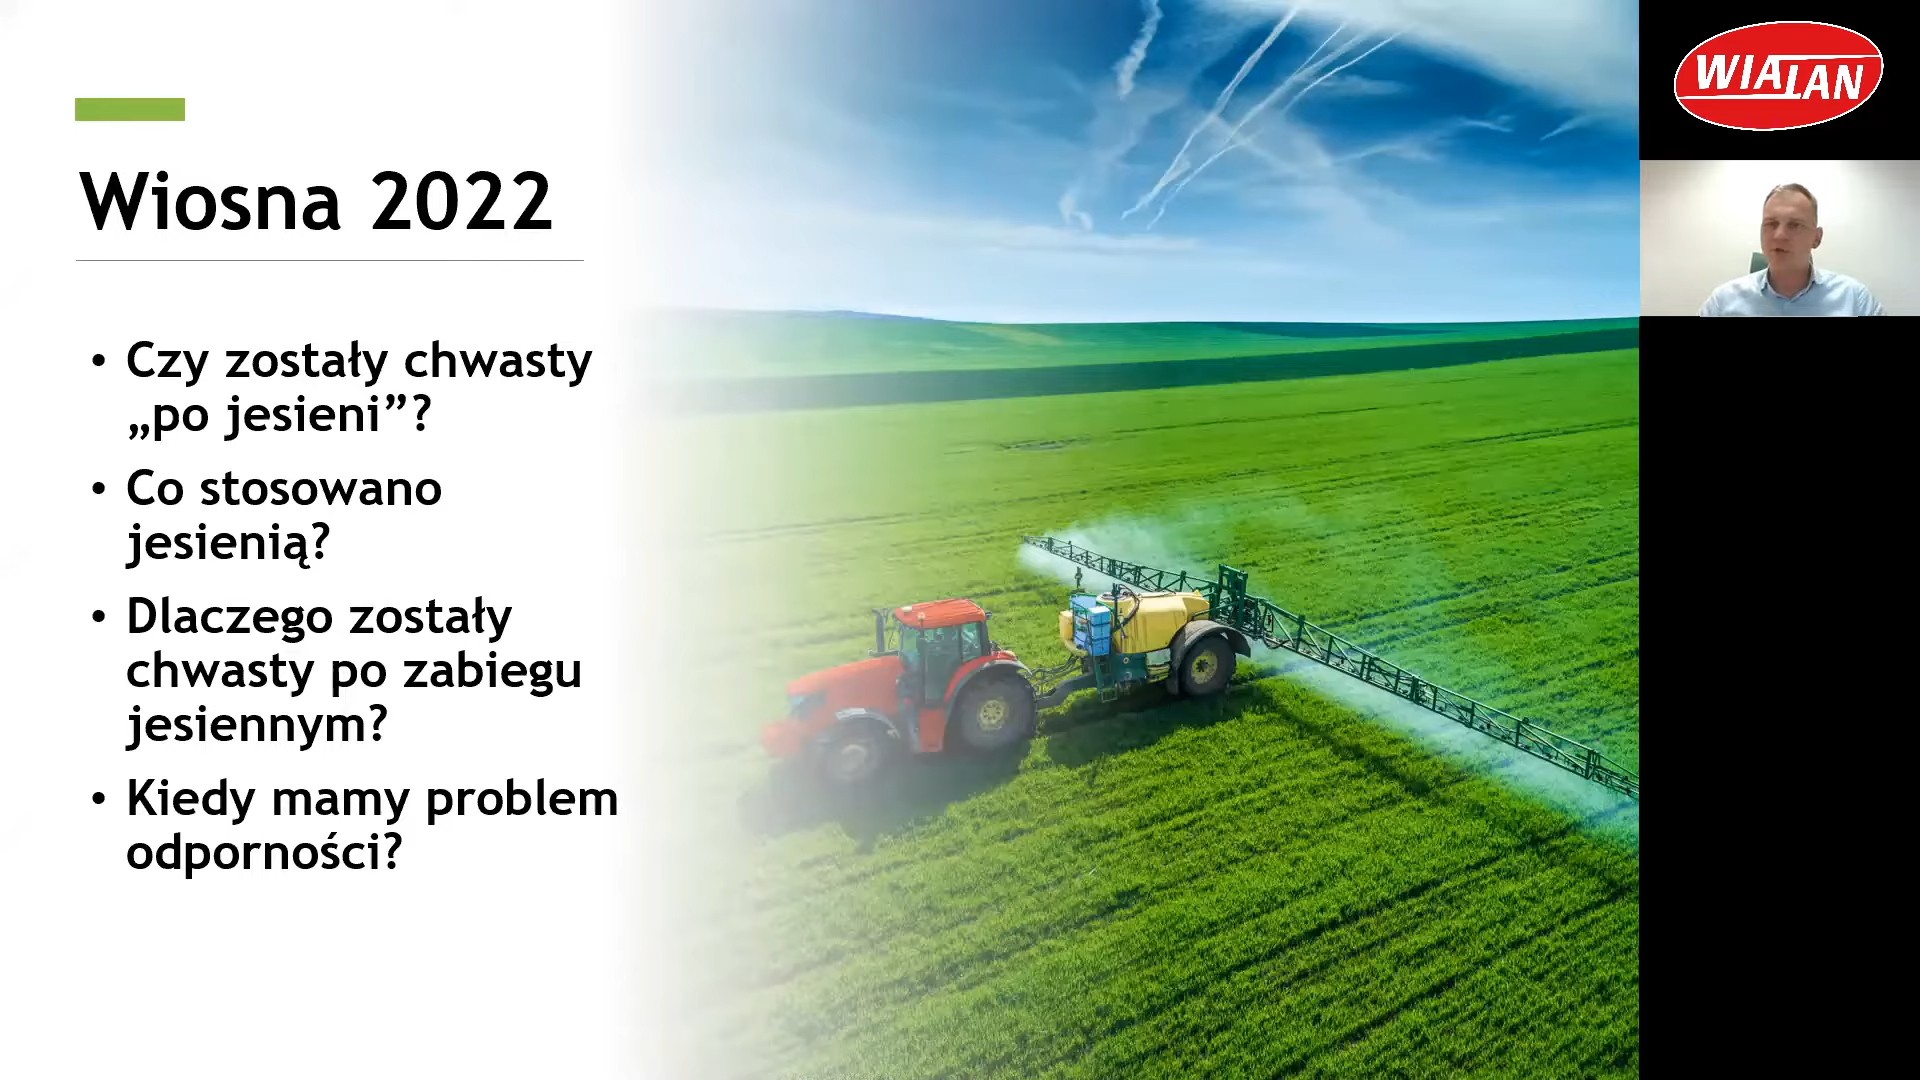 Wiosna 2022
• Czy zostały chwasty
„po jesieni”?
• Co stosowano
jesienią?
• Dlaczego zostały
chwasty po zabiegu
jesiennym?
• Kiedy mamy problem
odporności?
WIALAN